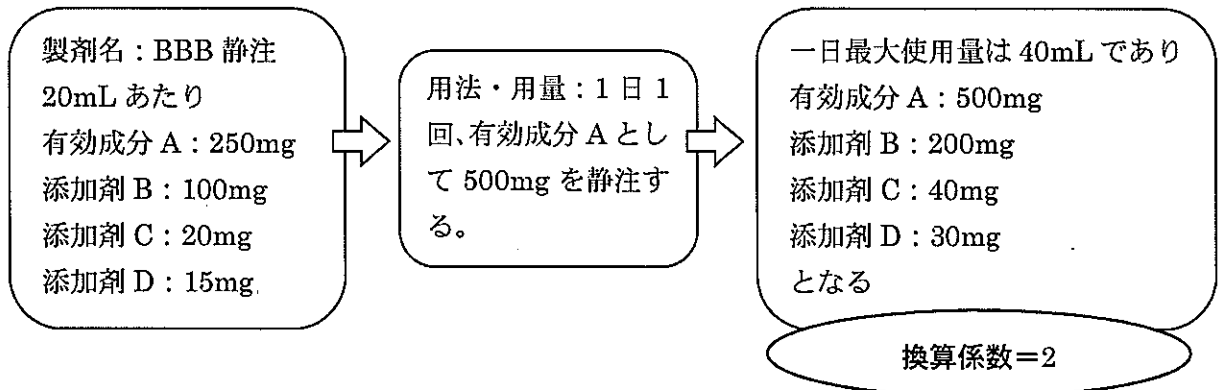 製剤名：BBB 静注
20mL あたり
有効成分 A：250mg
添加剤 B：100mg
添加剤 C：20mg
添加剤 D：15mg
用法・用量：1 日 1
回、有効成分 A とし
て 500mg を静注す
る。
一日最大使用量は 40mL であり
有効成分 A：500mg
添加剤 B：200mg
添加剤 C：40mg
添加剤 D：30mg
となる
換算係数＝2